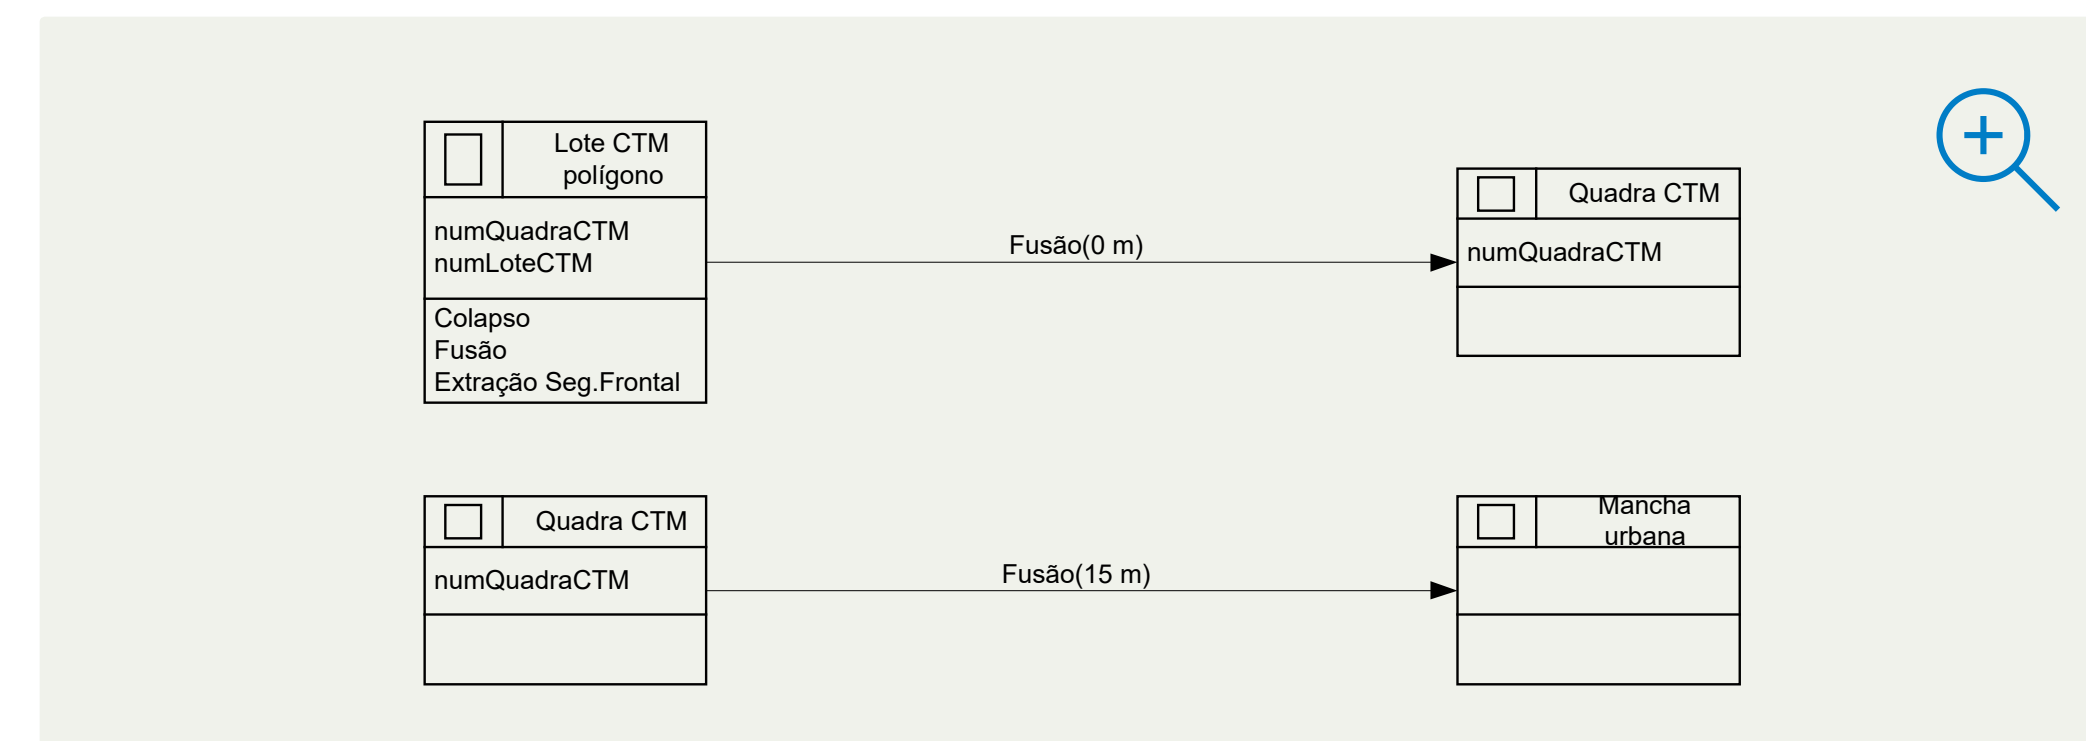 Lote CTM
polígono
numQuadraCTM
numLoteCTM
Colapso
Fusão
Extração Seg.Frontal
Fusão(0 m)
Quadra CTM
numQuadraCTM
Quadra CTM
numQuadraCTM
Fusão(15 m)
Mancha
urbana